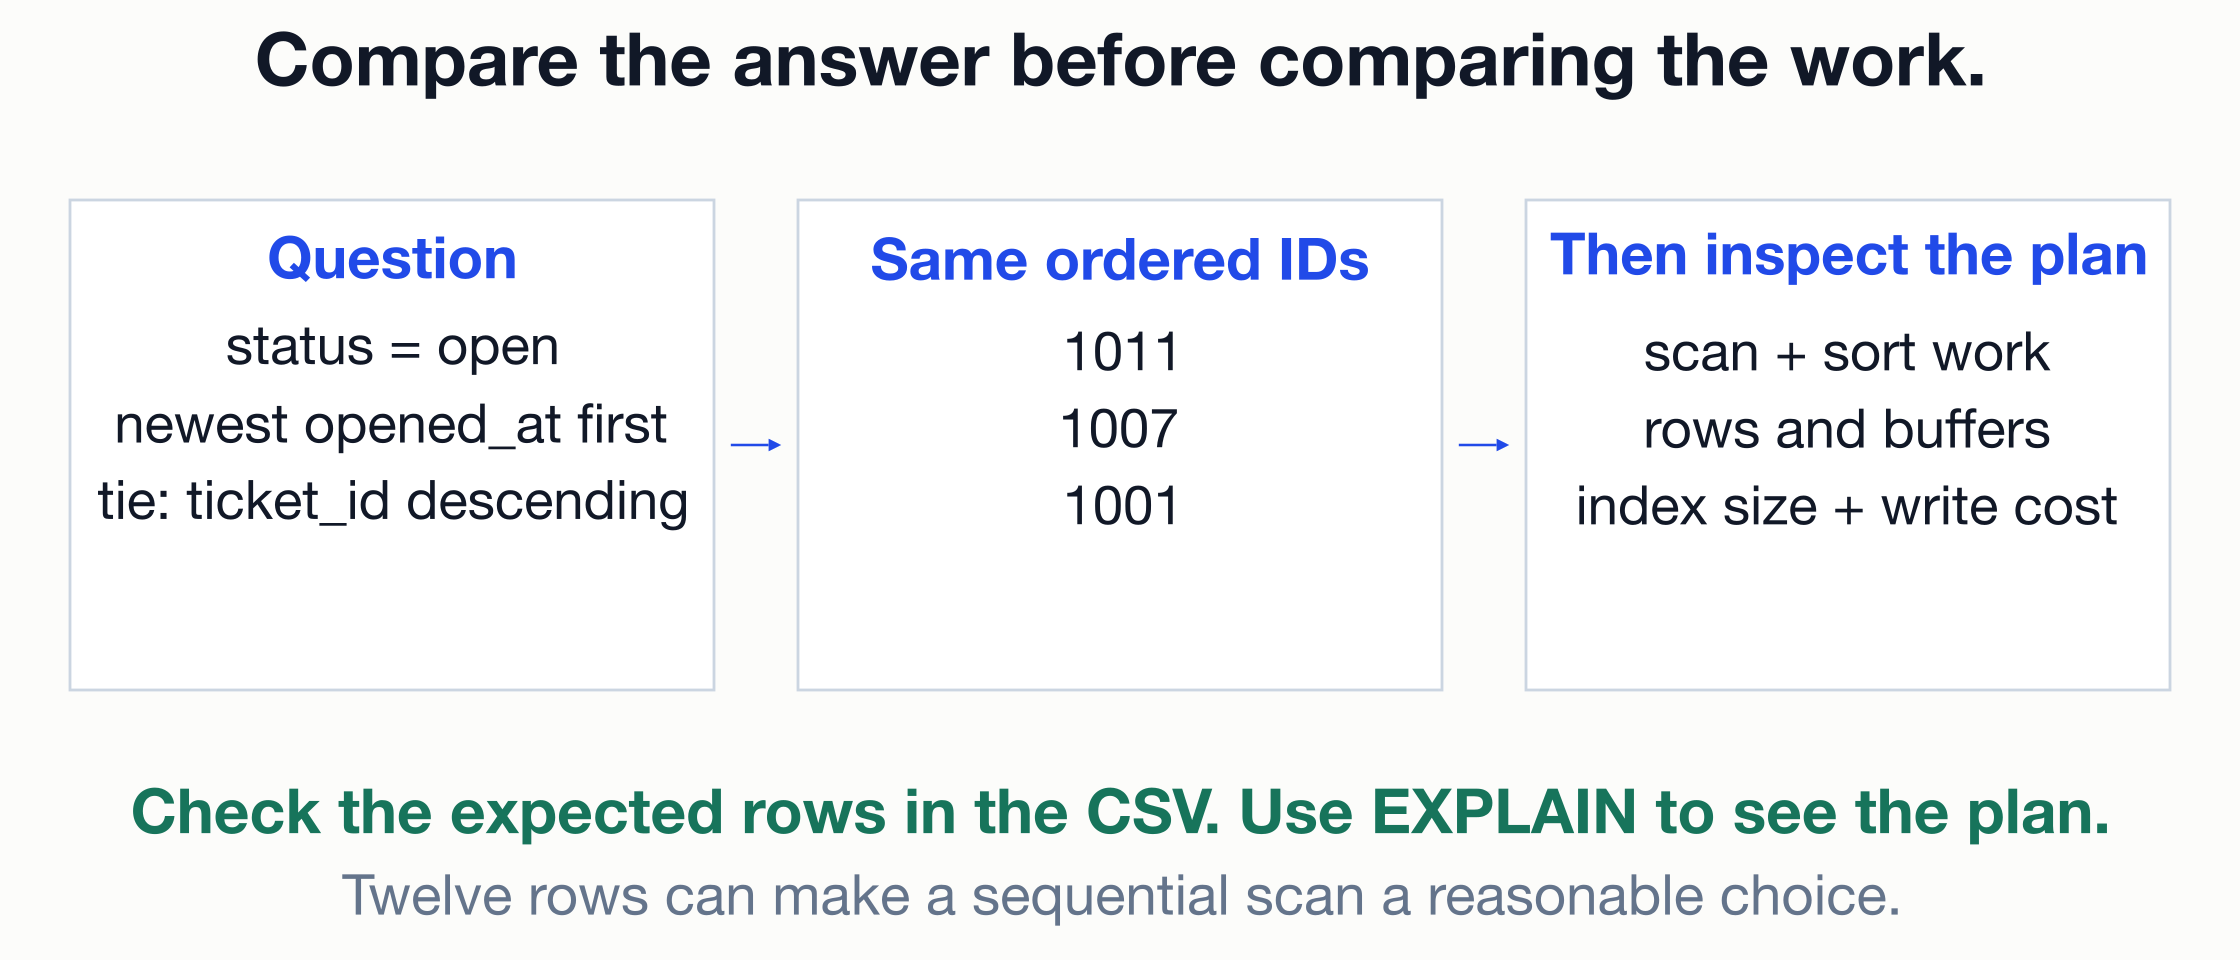 Compare the answer before comparing the work.
Question
status = open
newest opened_at first
tie: ticket_id descending
Same ordered IDs
1011
1007
1001
Then inspect the plan
scan + sort work
rows and buffers
index size + write cost
Check the expected rows in the CSV. Use EXPLAIN to see the plan.
Twelve rows can make a sequential scan a reasonable choice.